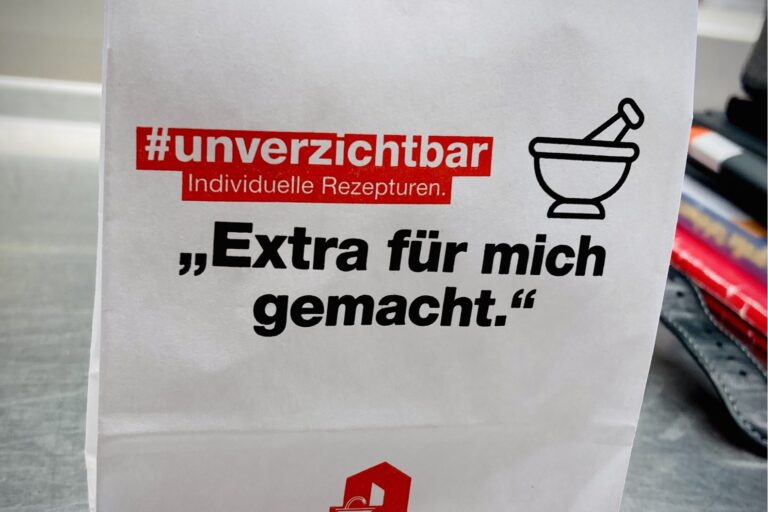 #unverzichtbar
Individuelle Rezepturen.
„Extra für mich
gemacht.“